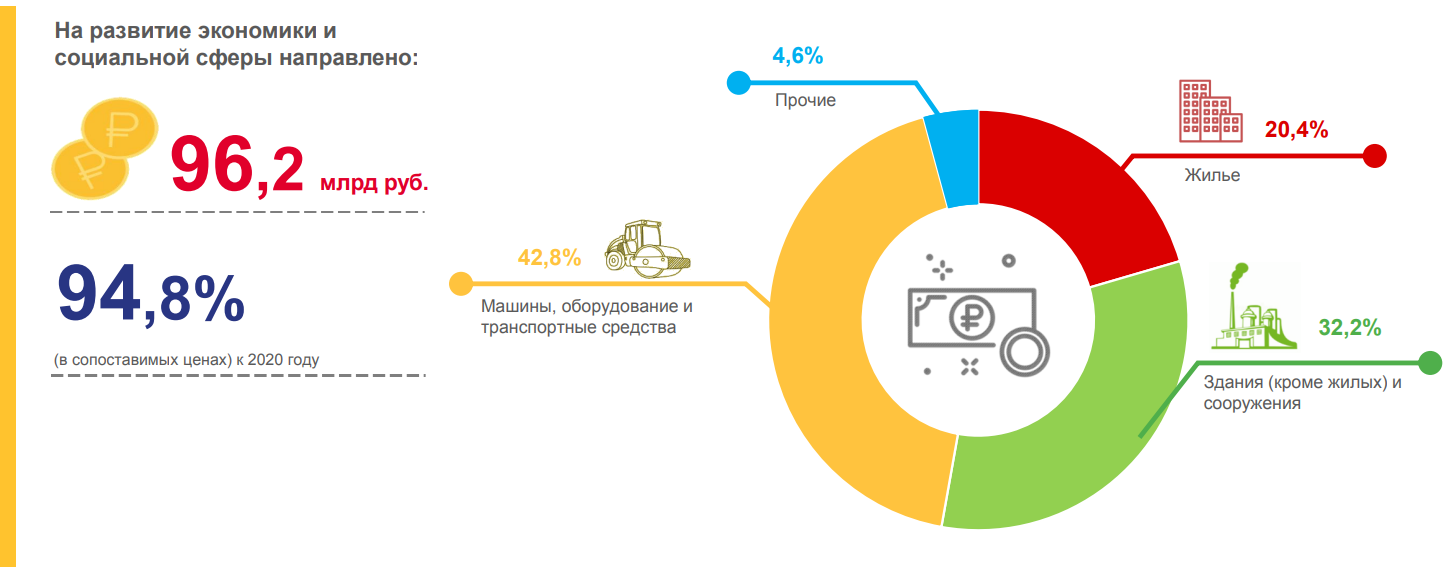 На развитие экономики и
социальной сферы направлено:
96,2 млрд руб.
94,8%
(в сопоставимых ценах) к 2020 году
4,6%
Прочие
20,4%
Жилье
42,8%
Машины, оборудование и
транспортные средства
32,2%
Здания (кроме жилых) и
сооружения